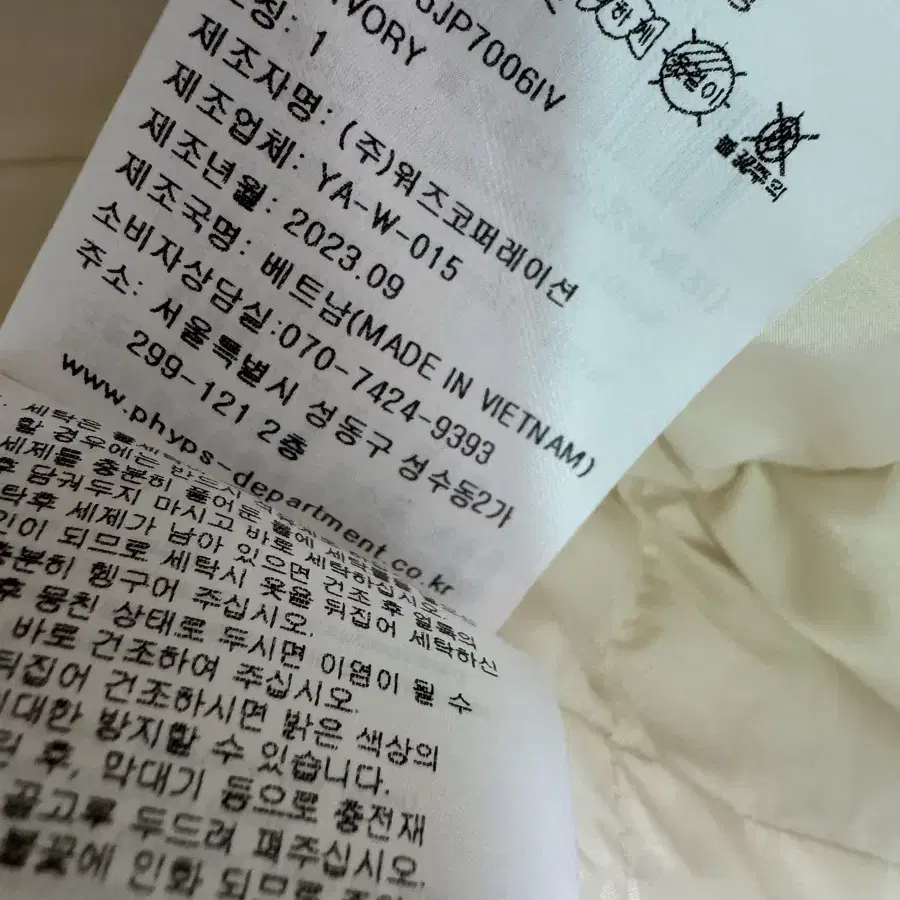 JP7006IV
IVORY
: 1
제조자명: (주)워즈코퍼레이션
제조업체: YA-W-015
제조년월: 2023.09
제조국명: 베트남(MADE IN VIETNAM)
소비자상담실:070-7424-9393
주소: 서울특별시 성동구 성수동2가
299-121 2층
www.phyps-department.co.kr
세탁은
할 경우에는
세제를 충분히 풀어둔 물에
담궈두지 마시고 바로 세탁하십시오.
탁후 세제가 남아 있으면 건조 후 얼룩의
원인이 되므로 세탁시 옷을 뒤집어 세탁하신
충분히 헹구어 주십시오.
후 뭉친 상태로 두시면 이염이 될 수
바로 건조하여 주십시오.
뒤집어 건조하시면 밝은 색상의
대한 방지할 수 있습니다.
후, 막대기 등으로 충전재
골고루 두드려 펴주십시오.
불꽃에 인화 되므로